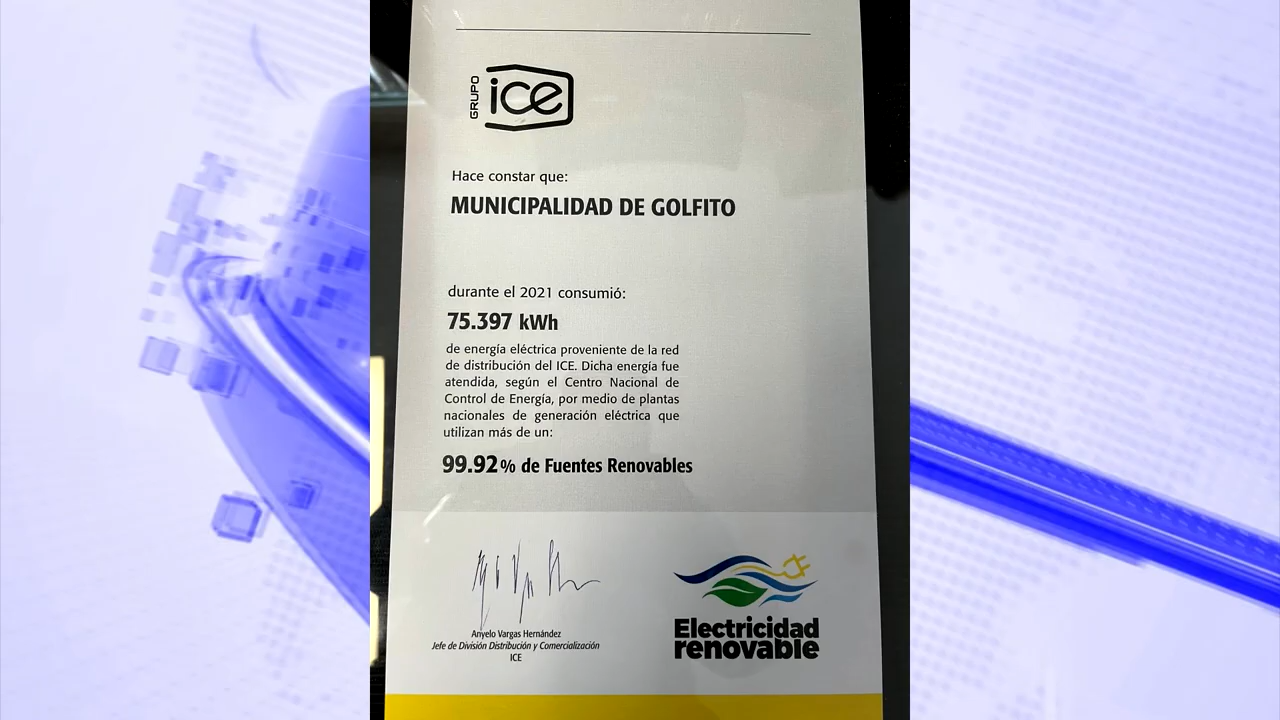 GRUPO
ice
Hace constar que:
MUNICIPALIDAD DE GOLFITO
durante el 2021 consumió:
75.397 kWh
de energía eléctrica proveniente de la red
de distribución del ICE. Dicha energía fue
atendida, según el Centro Nacional de
Control de Energía, por medio de plantas
nacionales de generación eléctrica que
utilizan más de un:
99.92% de Fuentes Renovables
Anyelo Vargas Hernández
Jefe de División Distribución y Comercialización
ICE
Electricidad
renovable